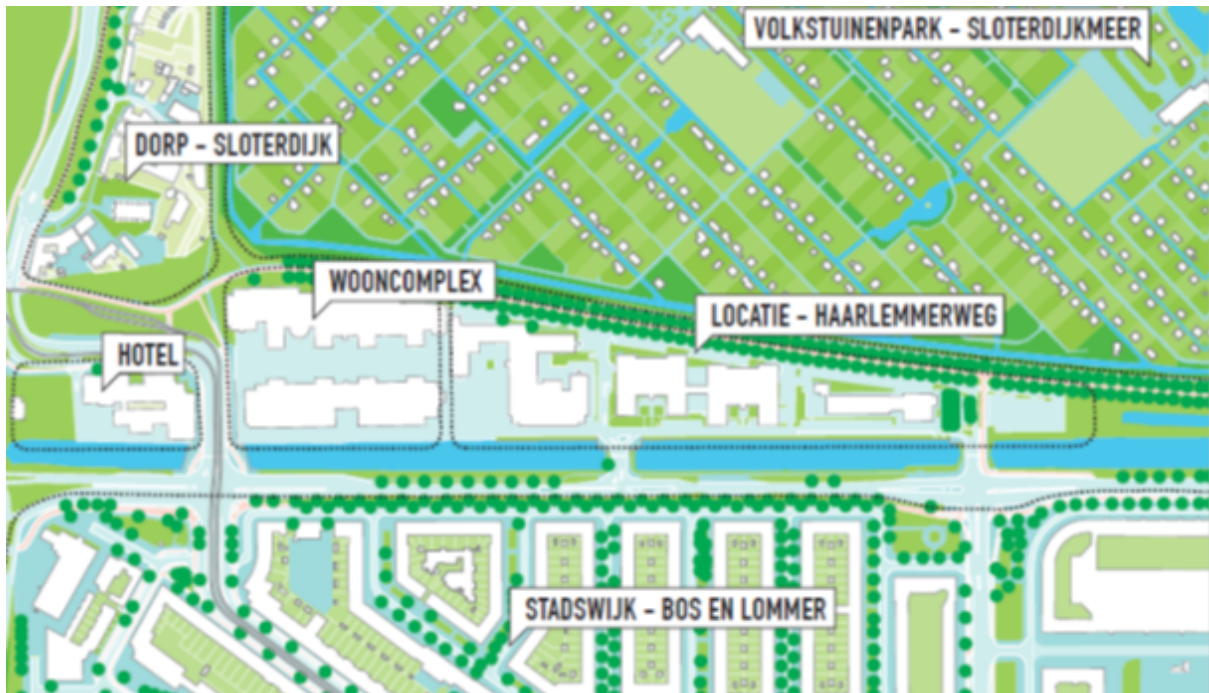 VOLKSTUINENPARK - SLOTERDIJKMEER
DORP - SLOTERDIJK
WOONCOMPLEX
LOCATIE - HAARLEMMERWEG
HOTEL
STADSWIJK - BOS EN LOMMER